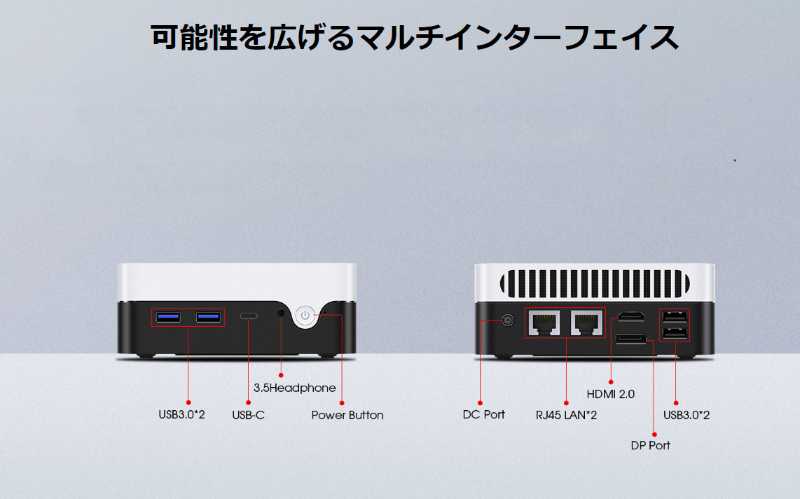 可能性を広げるマルチインターフェイス
3.5Headphone
USB3.0*2
USB-C
Power Button
HDMI 2.0
DC Port
RJ45 LAN*2
USB3.0*2
DP Port